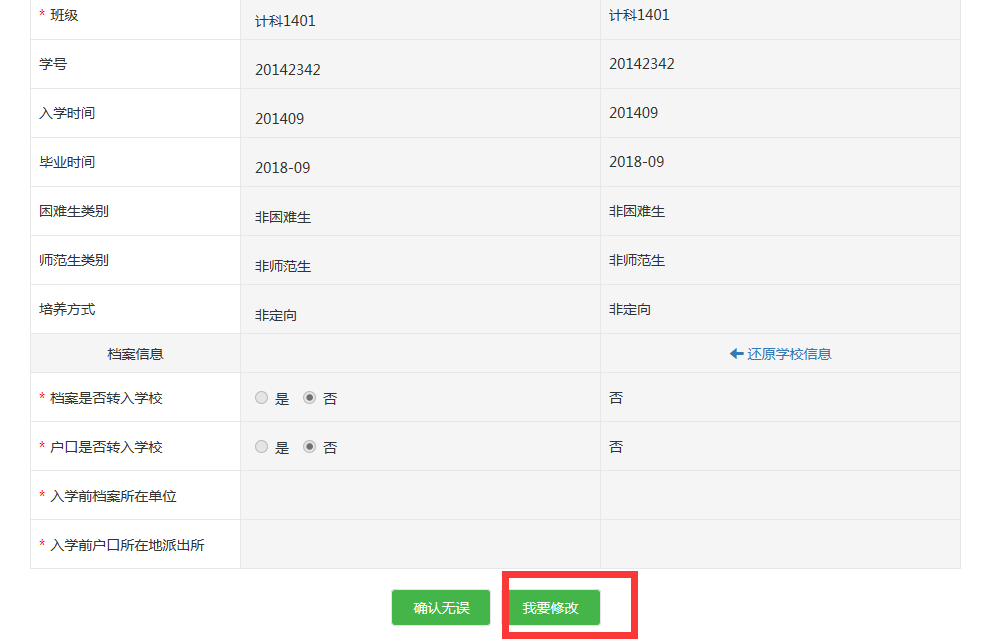 * 班级 计科1401 计科1401
学号 20142342 20142342
入学时间 201409 201409
毕业时间 2018-09 2018-09
困难生类别 非困难生 非困难生
师范生类别 非师范生 非师范生
培养方式 非定向 非定向
档案信息 还原学校信息
* 档案是否转入学校 是 否 否
* 户口是否转入学校 是 否 否
* 入学前档案所在单位
* 入学前户口所在地派出所
确认无误 我要修改